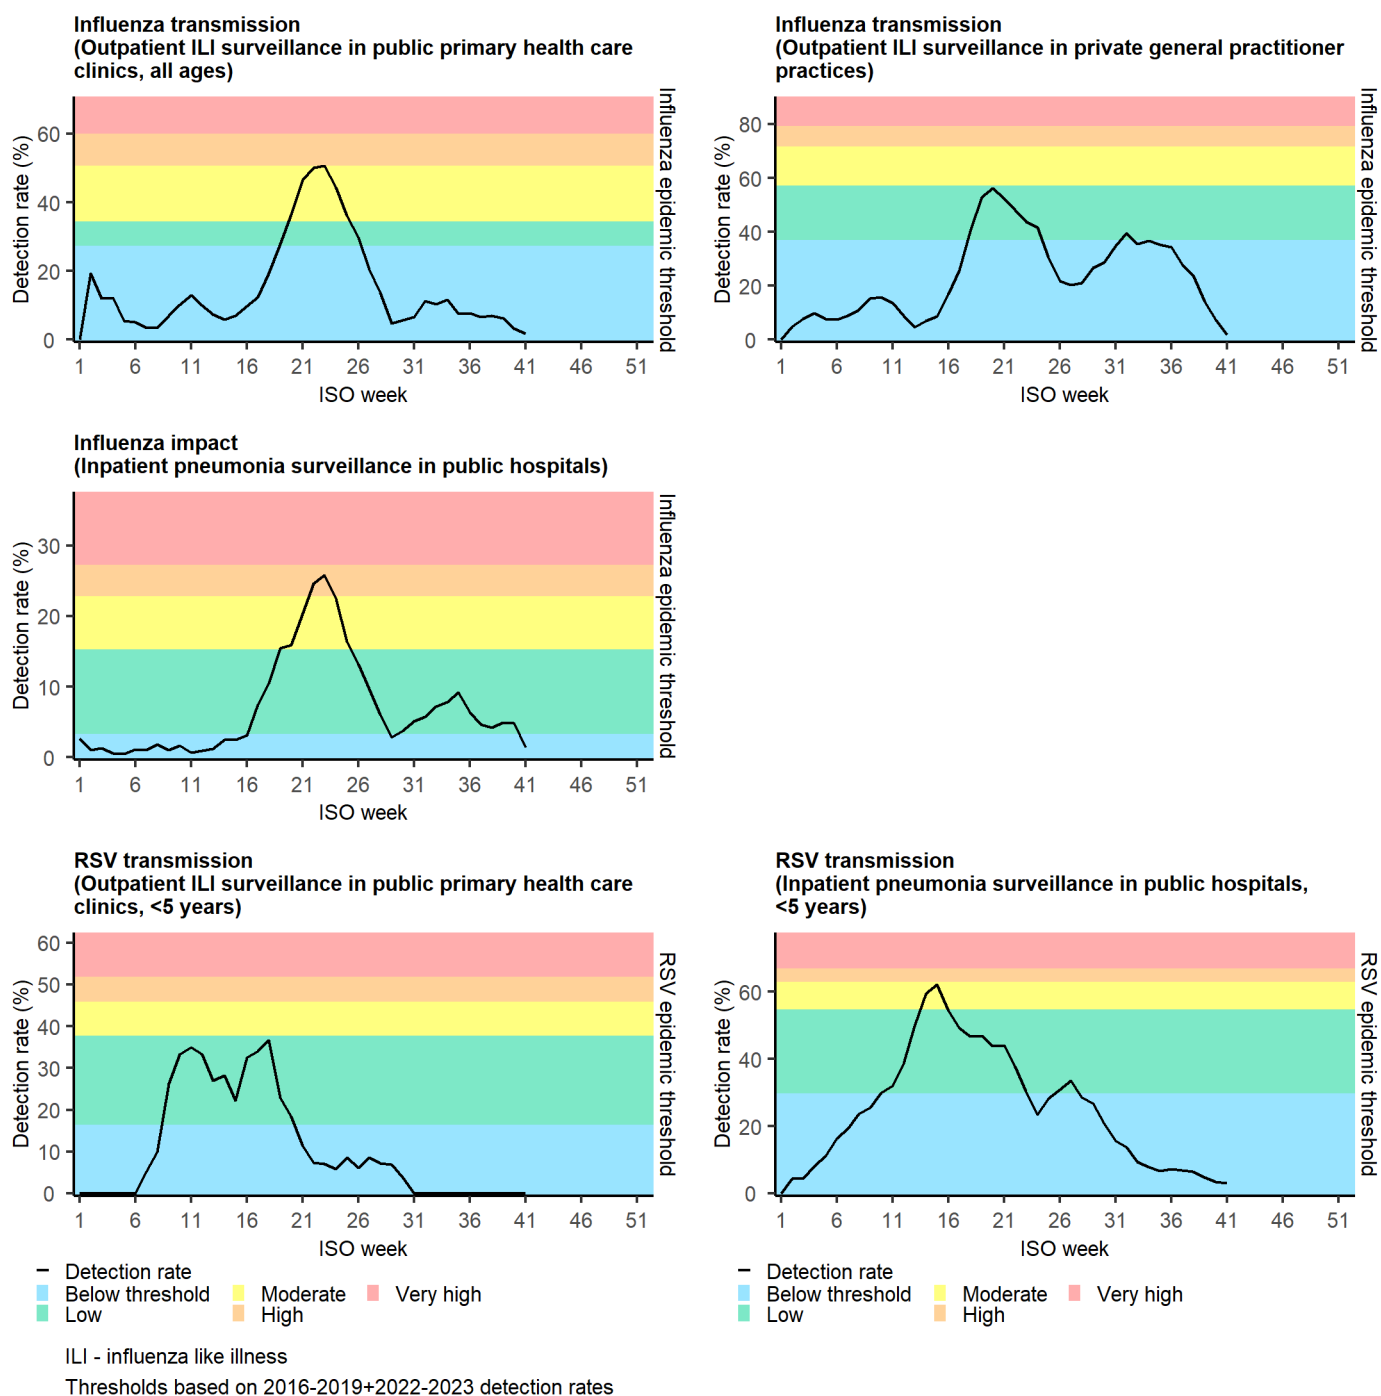 Influenza transmission
(Outpatient ILI surveillance in public primary health care
clinics, all ages)
Detection rate (%)
60
40
20
0
1 6 11 16 21 26 31 36 41 46 51
ISO week
Influenza epidemic threshold
Influenza transmission
(Outpatient ILI surveillance in private general practitioner
practices)
Detection rate (%)
80
60
40
20
0
1 6 11 16 21 26 31 36 41 46 51
ISO week
Influenza epidemic threshold
Influenza impact
(Inpatient pneumonia surveillance in public hospitals)
Detection rate (%)
30
20
10
0
1 6 11 16 21 26 31 36 41 46 51
ISO week
Influenza epidemic threshold
RSV transmission
(Outpatient ILI surveillance in public primary health care
clinics, <5 years)
Detection rate (%)
60
50
40
30
20
10
0
1 6 11 16 21 26 31 36 41 46 51
ISO week
RSV epidemic threshold
RSV transmission
(Inpatient pneumonia surveillance in public hospitals,
<5 years)
Detection rate (%)
60
40
20
0
1 6 11 16 21 26 31 36 41 46 51
ISO week
RSV epidemic threshold
Detection rate
Below threshold Moderate Very high
Low High
Detection rate
Below threshold Moderate Very high
Low High
ILI - influenza like illness
Thresholds based on 2016-2019+2022-2023 detection rates